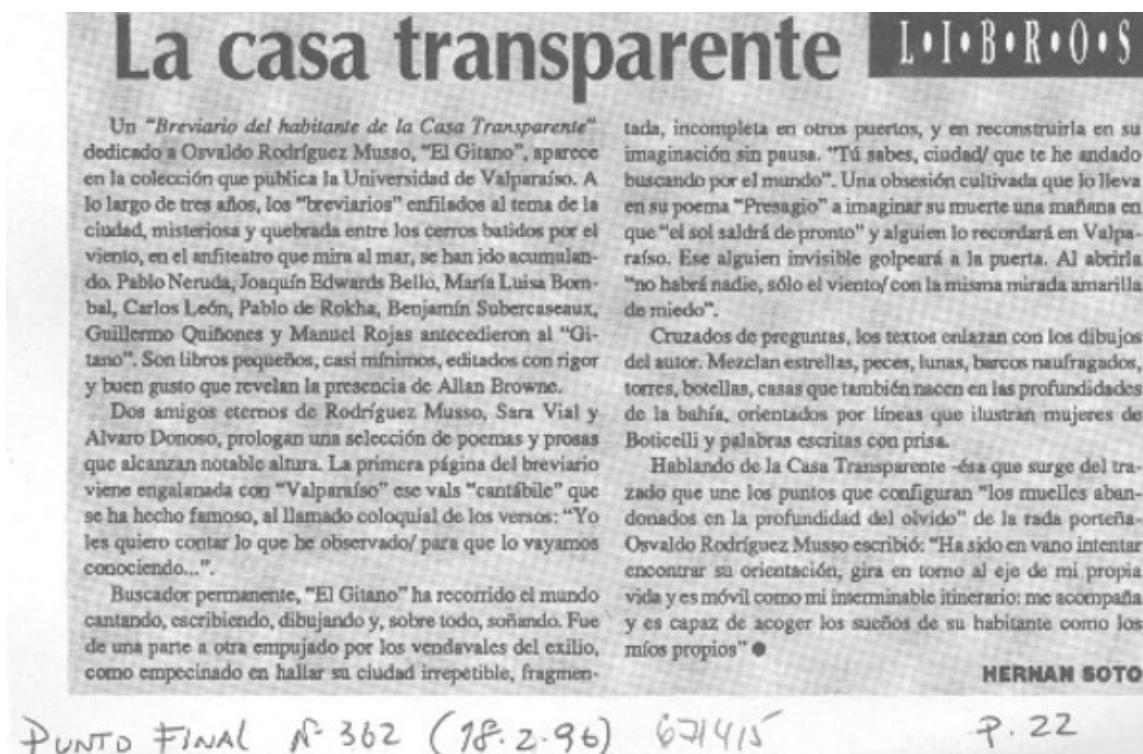 La casa transparente
L•I•B•R•O•S
Un "Breviario del habitante de la Casa Transparente"
dedicado a Osvaldo Rodríguez Musso, "El Gitano", aparece
en la colección que publica la Universidad de Valparaíso. A
lo largo de tres años, los "breviarios" enfilados al tema de la
ciudad, misteriosa y quebrada entre los cerros batidos por el
viento, en el anfiteatro que mira al mar, se han ido acumulan-
do. Pablo Neruda, Joaquín Edwards Bello, María Luisa Bom-
bal, Carlos León, Pablo de Rokha, Benjamín Subercaseaux,
Guillermo Quiñones y Manuel Rojas antecedieron al "Gi-
tano". Son libros pequeños, casi mínimos, editados con rigor
y buen gusto que revelan la presencia de Allan Browne.
Dos amigos eternos de Rodríguez Musso, Sara Vial y
Alvaro Donoso, prologan una selección de poemas y prosas
que alcanzan notable altura. La primera página del breviario
viene engalanada con "Valparaíso" ese vals "cantábile" que
se ha hecho famoso, al llamado coloquial de los versos: "Yo
les quiero contar lo que he observado/ para que lo vayamos
conociendo...".
Buscador permanente, "El Gitano" ha recorrido el mundo
cantando, escribiendo, dibujando y, sobre todo, soñando. Fue
de una parte a otra empujado por los vendavales del exilio,
como empecinado en hallar su ciudad irrepetible, fragmen-
tada, incompleta en otros puertos, y en reconstruirla en su
imaginación sin pausa. "Tú sabes, ciudad/ que te he andado
buscando por el mundo". Una obsesión cultivada que lo lleva
en su poema "Presagio" a imaginar su muerte una mañana en
que "el sol saldrá de pronto" y alguien lo recordará en Valpa-
raíso. Ese alguien invisible golpeará a la puerta. Al abrirla
"no habrá nadie, sólo el viento/ con la misma mirada amarilla
de miedo".
Cruzados de preguntas, los textos enlazan con los dibujos
del autor. Mezclan estrellas, peces, lunas, barcos naufragados,
torres, botellas, casas que también nacen en las profundidades
de la bahía, orientados por líneas que ilustran mujeres de
Boticelli y palabras escritas con prisa.
Hablando de la Casa Transparente -ésa que surge del tra-
zado que une los puntos que configuran "los muelles aban-
donados en la profundidad del olvido" de la rada porteña-
Osvaldo Rodríguez Musso escribió: "Ha sido en vano intentar
encontrar su orientación, gira en torno al eje de mi propia
vida y es móvil como mi interminable itinerario: me acompaña
y es capaz de acoger los sueños de su habitante como los
míos propios" ●
HERNAN SOTO
PUNTO FINAL Nº 362 (18.2.96) 671415 P. 22